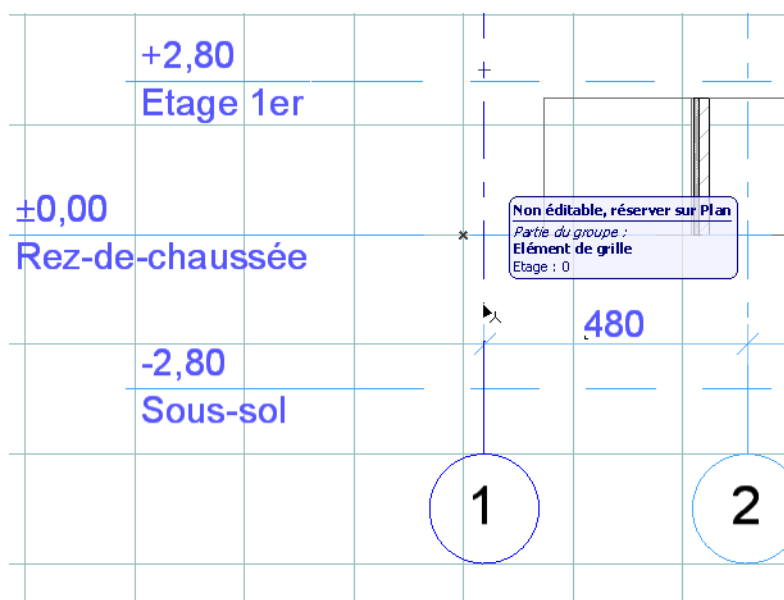 +2,80
Etage 1er
±0,00
Rez-de-chaussée
Non éditable, réserver sur Plan
Partie du groupe :
Elément de grille
Etage : 0
480
-2,80
Sous-sol
1
2